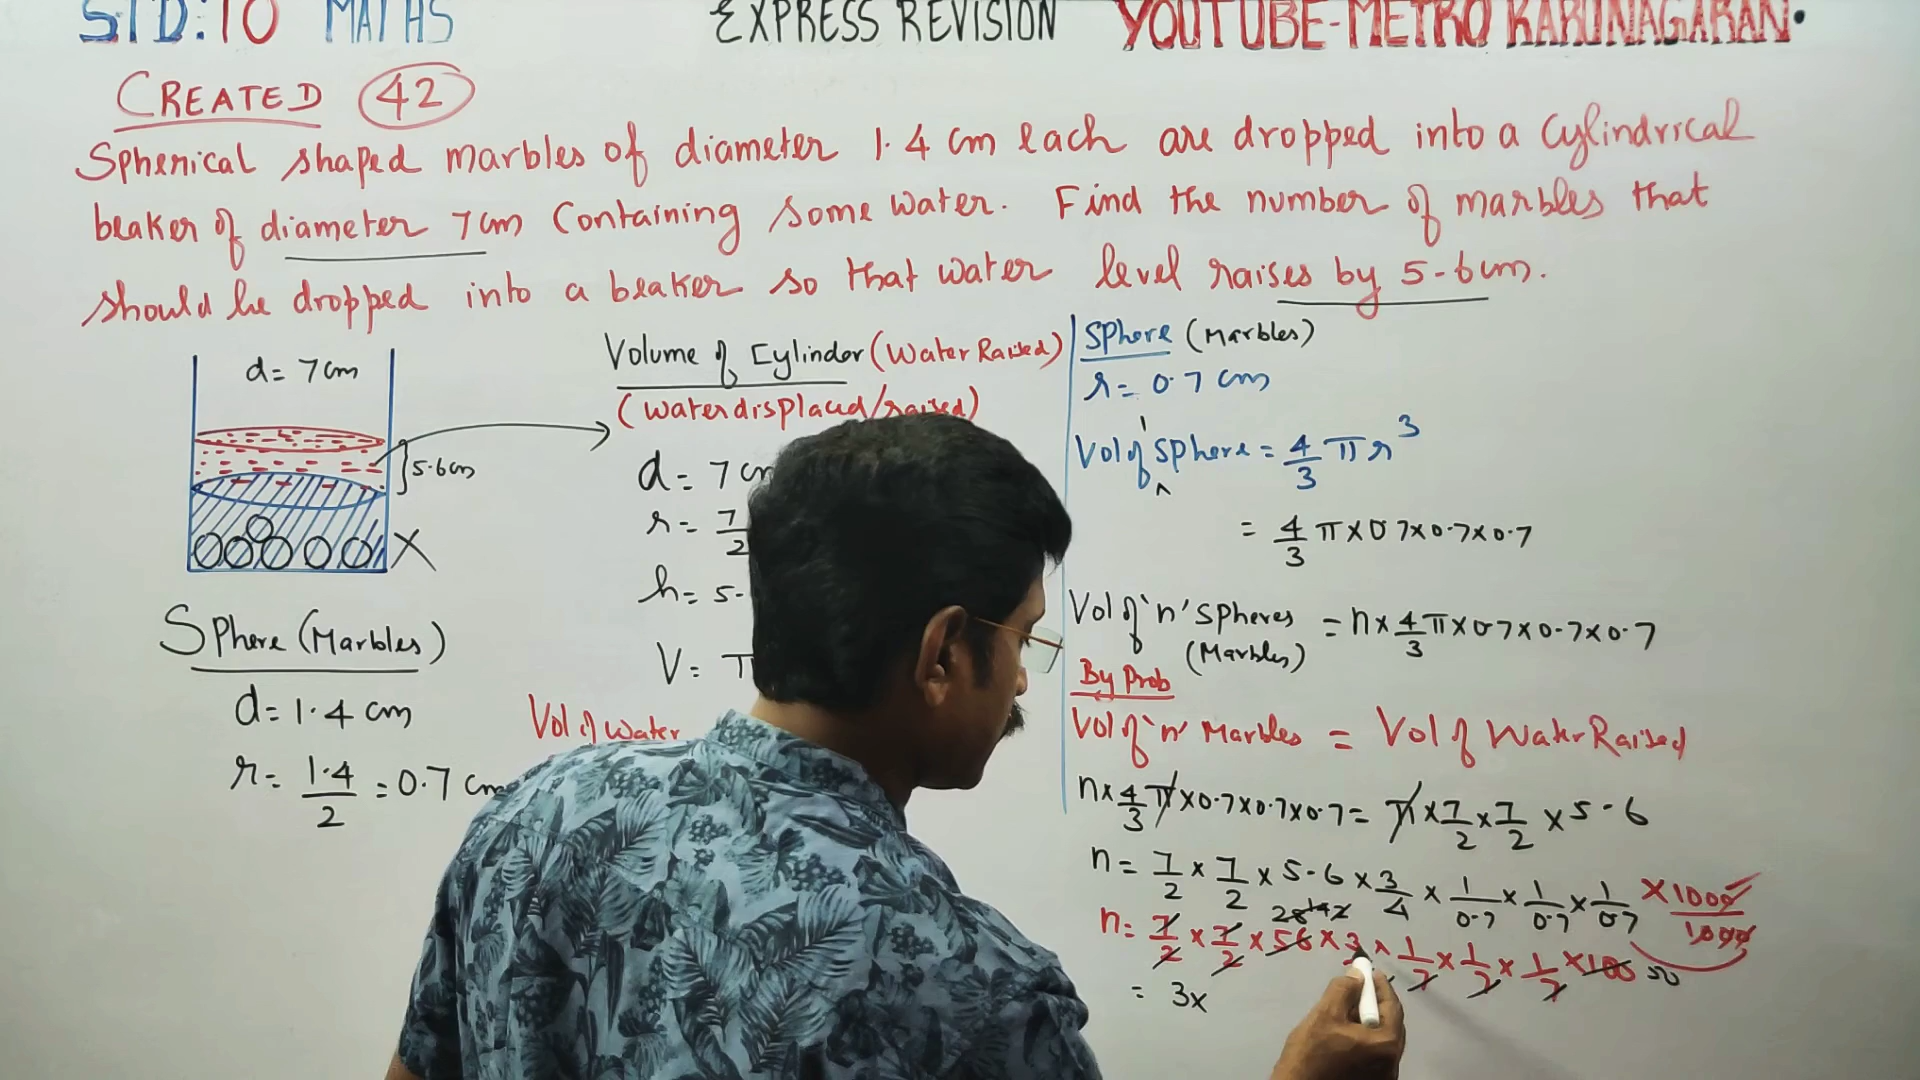 STD:10 MATHS EXPRESS REVISION YOUTUBE-METRO KARUNAGARAN.
CREATED 42
Spherical shaped marbles of diameter 1.4 cm each are dropped into a Cylindrical
beaker of diameter 7cm Containing some water. Find the number of marbles that
should be dropped into a beaker so that water level raises by 5-6cm.
d= 7cm
5.6cm
X
Sphere (Marbles)
d=1.4 cm
r= 1.4/2 =0.7 cm
Volume of Cylinder (Water Raised)
(Water displaced/raised)
d= 7 cm
r= 7/2
h= 5.
V= π
Vol of Water
Sphere (Marbles)
r= 0.7 cm
Vol of 1 Sphere = 4/3 π r³
= 4/3 π×0.7×0.7×0.7
Vol of 'n' Spheres = n×4/3 π×0.7×0.7×0.7
(Marbles)
By Prob
Vol of 'n' Marbles = Vol of Water Raised
n×4/3 π×0.7×0.7×0.7= π×7/2×7/2×5.6
n= 7/2 × 7/2 × 5.6 × 3/4 × 1/0.7 × 1/0.7 × 1/0.7 ×1000/1000
28 14 2
n= 7/2 × 7/2 × 56 × 3 × 1/7 × 1/7 × 1/7 ×100 50
= 3x